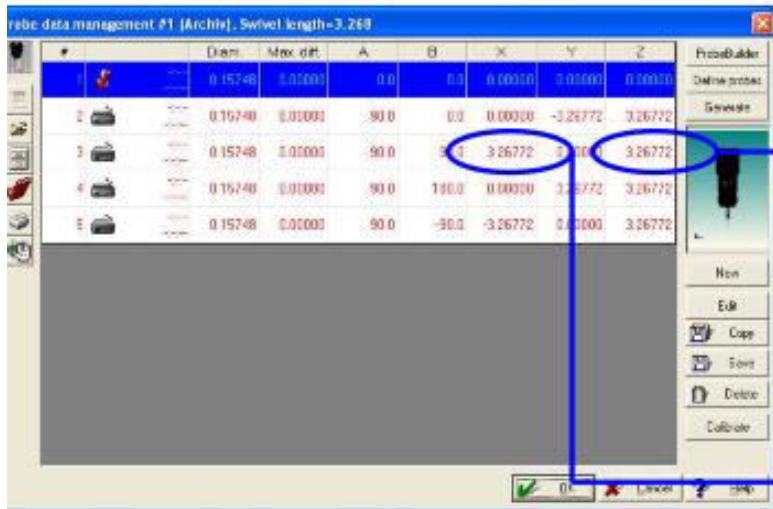 robe data management #1 (Archiv), Swivel length=3.268
# Diam. Max. diff. A B X Y Z
1 0.15748 0.00000 0.0 0.0 0.00000 0.00000 0.00000
2 0.15748 0.00000 90.0 0.0 0.00000 -3.26772 3.26772
3 0.15748 0.00000 90.0 3.26772 3.26772
4 0.15748 0.00000 90.0 180.0 0.00000 3.26772
5 0.15748 0.00000 90.0 -90.0 -3.26772 0.00000 3.26772
ProbeBuilder
Define probes
Generate
New
Edit
Copy
Save
Delete
Calibrate
OK Cancel Help